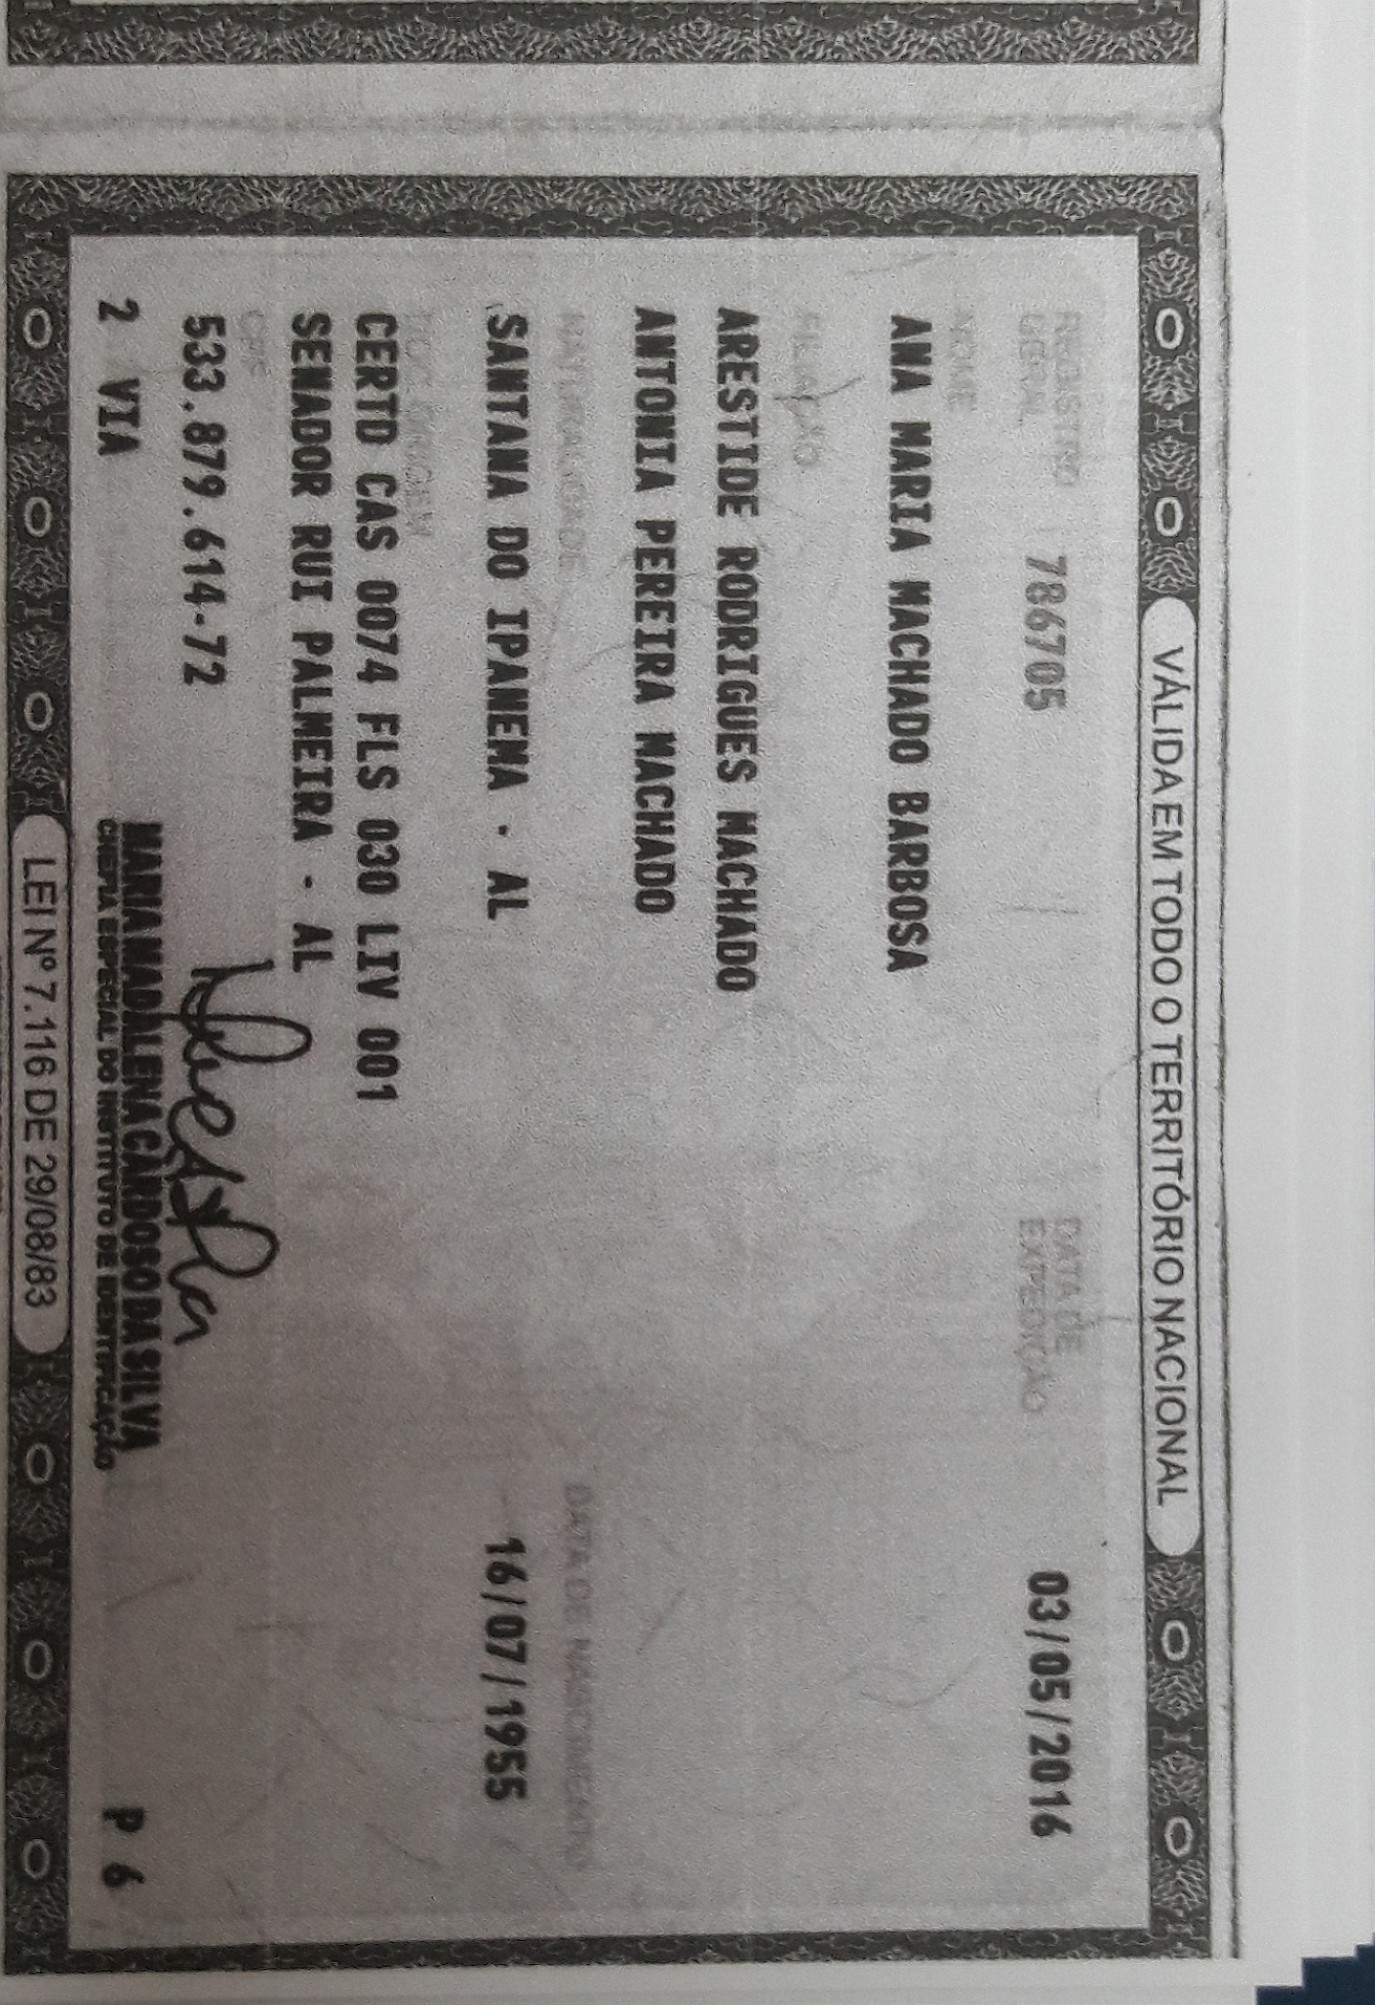 VÁLIDA EM TODO O TERRITÓRIO NACIONAL
REGISTRO GERAL 786705 DATA DE EXPEDIÇÃO 03/05/2016
NOME
ANA MARIA MACHADO BARBOSA
FILIAÇÃO
ARESTIDE RODRIGUES MACHADO
ANTONIA PEREIRA MACHADO
NATURALIDADE DATA DE NASCIMENTO
SANTANA DO IPANEMA - AL 16/07/1955
DOC. ORIGEM
CERTD CAS 0074 FLS 030 LIV 001
SENADOR RUI PALMEIRA - AL
CPF
533.879.614-72
2 VIA P 6
MARIA MADALENA CARDOSO DA SILVA
CHEFIA ESPECIAL DO INSTITUTO DE IDENTIFICAÇÃO
LEI Nº 7.116 DE 29/08/83